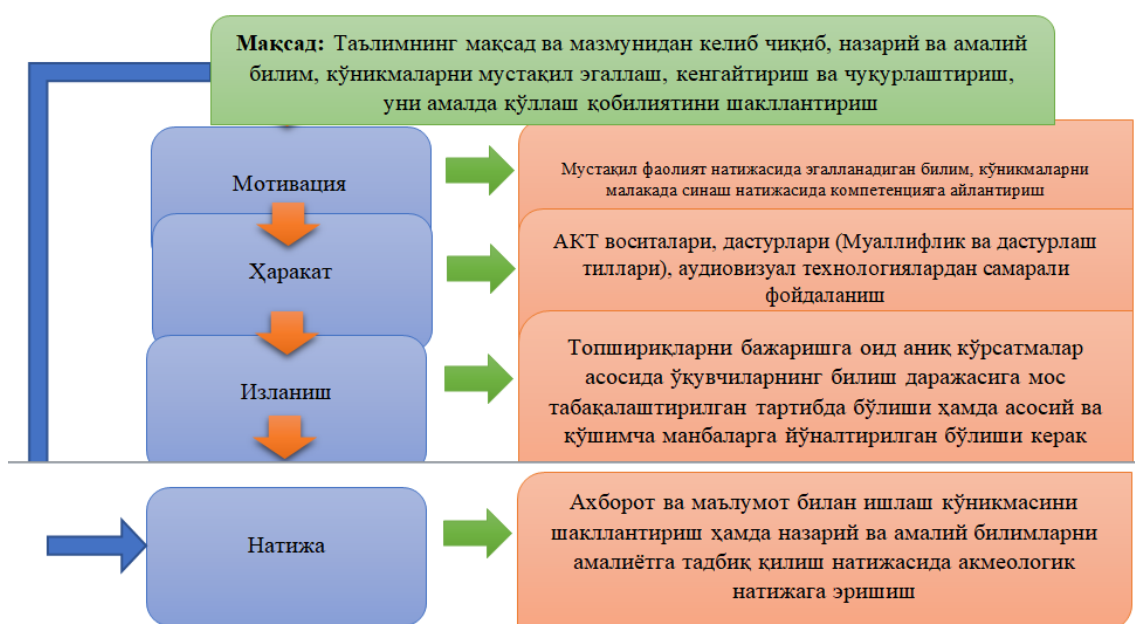 Мақсад: Таълимнинг мақсад ва мазмунидан келиб чиқиб, назарий ва амалий
билим, кўникмаларни мустақил эгаллаш, кенгайтириш ва чуқурлаштириш,
уни амалда қўллаш қобилиятини шакллантириш
Мотивация
Мустақил фаолият натижасида эгалланадиган билим, кўникмаларни
малакада синаш натижасида компетенцияга айлантириш
Ҳаракат
АКТ воситалари, дастурлари (Муаллифлик ва дастурлаш
тиллари), аудиовизуал технологиялардан самарали
фойдаланиш
Изланиш
Топшириқларни бажаришга оид аниқ кўрсатмалар
асосида ўқувчиларнинг билиш даражасига мос
табақалаштирилган тартибда бўлиши ҳамда асосий ва
қўшимча манбаларга йўналтирилган бўлиши керак
Натижа
Ахборот ва маълумот билан ишлаш кўникмасини
шакллантириш ҳамда назарий ва амалий билимларни
амалиётга тадбиқ қилиш натижасида акмеологик
натижага эришиш